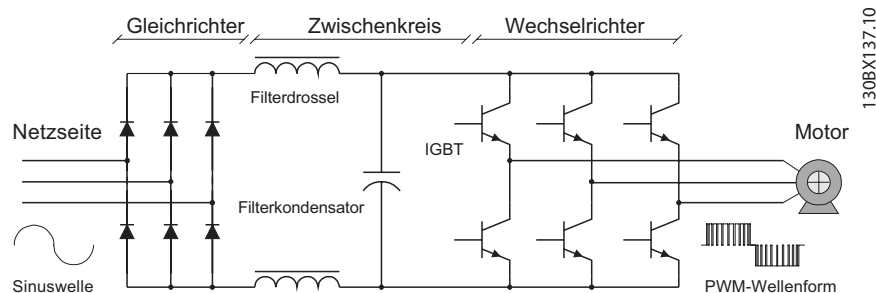 Gleichrichter
Zwischenkreis
Wechselrichter
130BX137.10
Filterdrossel
Netzseite
IGBT
Motor
Filterkondensator
Sinuswelle
PWM-Wellenform